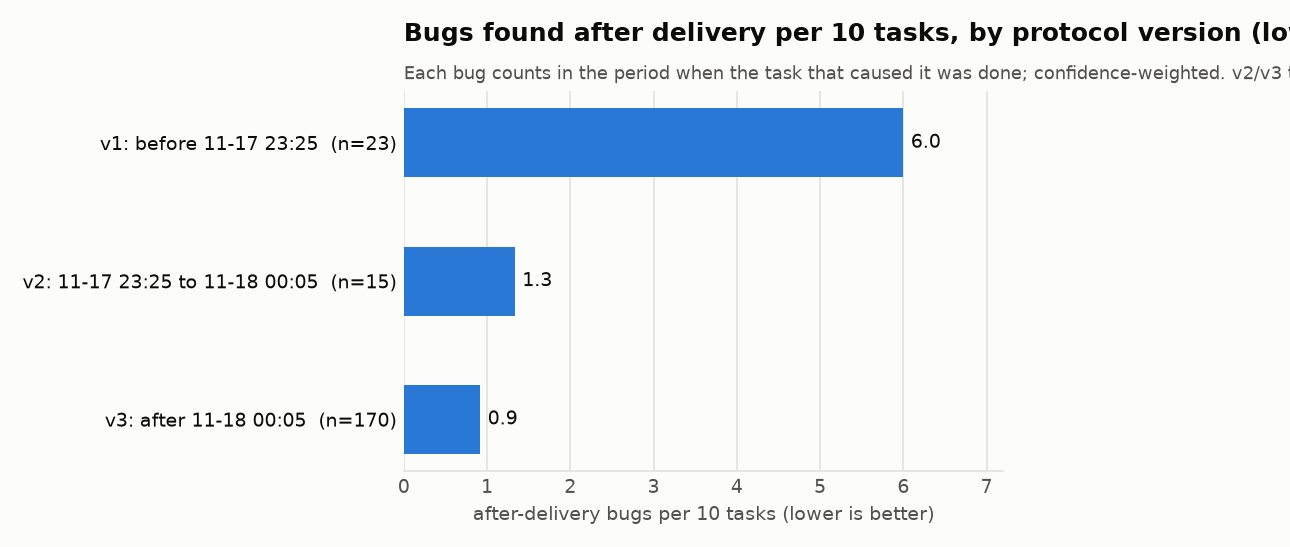 Bugs found after delivery per 10 tasks, by protocol version
Each bug counts in the period when the task that caused it was done; confidence-weighted. v2/v3
v1: before 11-17 23:25 (n=23)
6.0
v2: 11-17 23:25 to 11-18 00:05 (n=15)
1.3
v3: after 11-18 00:05 (n=170)
0.9
0 1 2 3 4 5 6 7
after-delivery bugs per 10 tasks (lower is better)